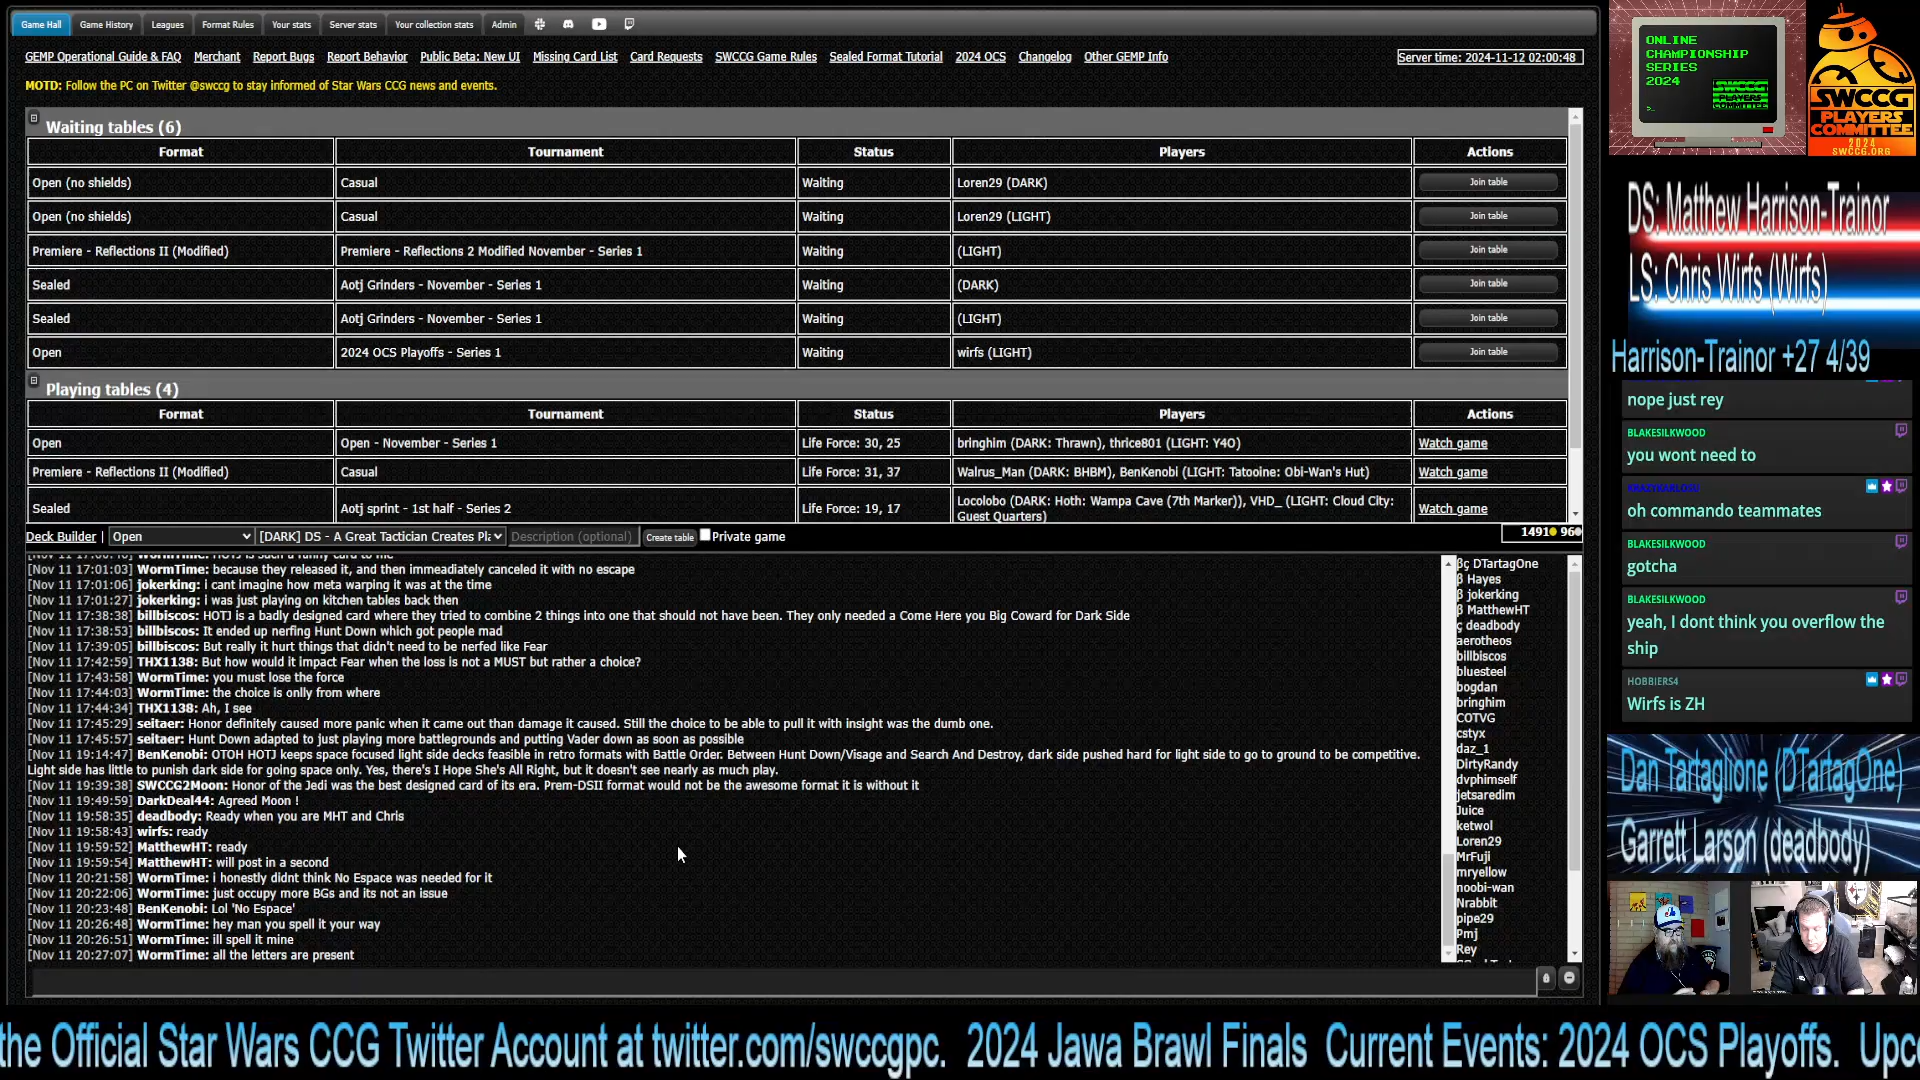 Game Hall Game History Leagues Format Rules Your stats Server stats Your collection stats Admin
GEMP Operational Guide & FAQ Merchant Report Bugs Report Behavior Public Beta: New UI Missing Card List Card Requests SWCCG Game Rules Sealed Format Tutorial 2024 OCS Changelog Other GEMP Info
Server time: 2024-11-12 02:00:48
MOTD: Follow the PC on Twitter @swccg to stay informed of Star Wars CCG news and events.
Waiting tables (6)
Format Tournament Status Players Actions
Open (no shields) Casual Waiting Loren29 (DARK) Join table
Open (no shields) Casual Waiting Loren29 (LIGHT) Join table
Premiere - Reflections II (Modified) Premiere - Reflections 2 Modified November - Series 1 Waiting (LIGHT) Join table
Sealed Aotj Grinders - November - Series 1 Waiting (DARK) Join table
Sealed Aotj Grinders - November - Series 1 Waiting (LIGHT) Join table
Open 2024 OCS Playoffs - Series 1 Waiting wirfs (LIGHT) Join table
Playing tables (4)
Format Tournament Status Players Actions
Open Open - November - Series 1 Life Force: 30, 25 bringhim (DARK: Thrawn), thrice801 (LIGHT: Y4O) Watch game
Premiere - Reflections II (Modified) Casual Life Force: 31, 37 Walrus_Man (DARK: BHBM), BenKenobi (LIGHT: Tatooine: Obi-Wan's Hut) Watch game
Sealed Aotj sprint - 1st half - Series 2 Life Force: 19, 17 Locolobo (DARK: Hoth: Wampa Cave (7th Marker)), VHD_ (LIGHT: Cloud City: Guest Quarters) Watch game
Deck Builder | Open [DARK] DS - A Great Tactician Creates Pla Description (optional) Create table Private game
1491 960
[Nov 11 17:00:46] WormTime: HOTJ is such a funny card to me
[Nov 11 17:01:03] WormTime: because they released it, and then immeadiately canceled it with no escape
[Nov 11 17:01:06] jokerking: i cant imagine how meta warping it was at the time
[Nov 11 17:01:27] jokerking: i was just playing on kitchen tables back then
[Nov 11 17:38:38] billbiscos: HOTJ is a badly designed card where they tried to combine 2 things into one that should not have been. They only needed a Come Here you Big Coward for Dark Side
[Nov 11 17:38:53] billbiscos: It ended up nerfing Hunt Down which got people mad
[Nov 11 17:39:05] billbiscos: But really it hurt things that didn't need to be nerfed like Fear
[Nov 11 17:42:59] THX1138: But how would it impact Fear when the loss is not a MUST but rather a choice?
[Nov 11 17:43:58] WormTime: you must lose the force
[Nov 11 17:44:03] WormTime: the choice is onlly from where
[Nov 11 17:44:34] THX1138: Ah, I see
[Nov 11 17:45:29] seitaer: Honor definitely caused more panic when it came out than damage it caused. Still the choice to be able to pull it with insight was the dumb one.
[Nov 11 17:45:57] seitaer: Hunt Down adapted to just playing more battlegrounds and putting Vader down as soon as possible
[Nov 11 19:14:47] BenKenobi: OTOH HOTJ keeps space focused light side decks feasible in retro formats with Battle Order. Between Hunt Down/Visage and Search And Destroy, dark side pushed hard for light side to go to ground to be competitive.
Light side has little to punish dark side for going space only. Yes, there's I Hope She's All Right, but it doesn't see nearly as much play.
[Nov 11 19:39:38] SWCCG2Moon: Honor of the Jedi was the best designed card of its era. Prem-DSII format would not be the awesome format it is without it
[Nov 11 19:49:59] DarkDeal44: Agreed Moon !
[Nov 11 19:58:35] deadbody: Ready when you are MHT and Chris
[Nov 11 19:58:43] wirfs: ready
[Nov 11 19:59:52] MatthewHT: ready
[Nov 11 19:59:54] MatthewHT: will post in a second
[Nov 11 20:21:58] WormTime: i honestly didnt think No Espace was needed for it
[Nov 11 20:22:06] WormTime: just occupy more BGs and its not an issue
[Nov 11 20:23:48] BenKenobi: Lol 'No Espace'
[Nov 11 20:26:48] WormTime: hey man you spell it your way
[Nov 11 20:26:51] WormTime: ill spell it mine
[Nov 11 20:27:07] WormTime: all the letters are present
βç DTartagOne
β Hayes
β jokerking
β MatthewHT
ç deadbody
aerotheos
billbiscos
bluesteel
bogdan
bringhim
COTVG
cstyx
daz_1
DirtyRandy
dvphimself
jetsaredim
Juice
ketwol
Loren29
MrFuji
mryellow
noobi-wan
Nrabbit
pipe29
Pmj
Rey
ONLINE
CHAMPIONSHIP
SERIES
2024
SWCCG
PLAYERS
COMMITTEE
SWCCG
PLAYERS
COMMITTEE
2024
SWCCG.ORG
DS: Matthew Harrison-Trainor
LS: Chris Wirfs (Wirfs)
Harrison-Trainor +27 4/39
nope just rey
BLAKESILKWOOD
you wont need to
oh commando teammates
BLAKESILKWOOD
gotcha
BLAKESILKWOOD
yeah, I dont think you overflow the
ship
HOBBIERS4
Wirfs is ZH
Dan Tartaglione (DTartagOne)
Garrett Larson (deadbody)
the Official Star Wars CCG Twitter Account at twitter.com/swccgpc. 2024 Jawa Brawl Finals Current Events: 2024 OCS Playoffs. Upc